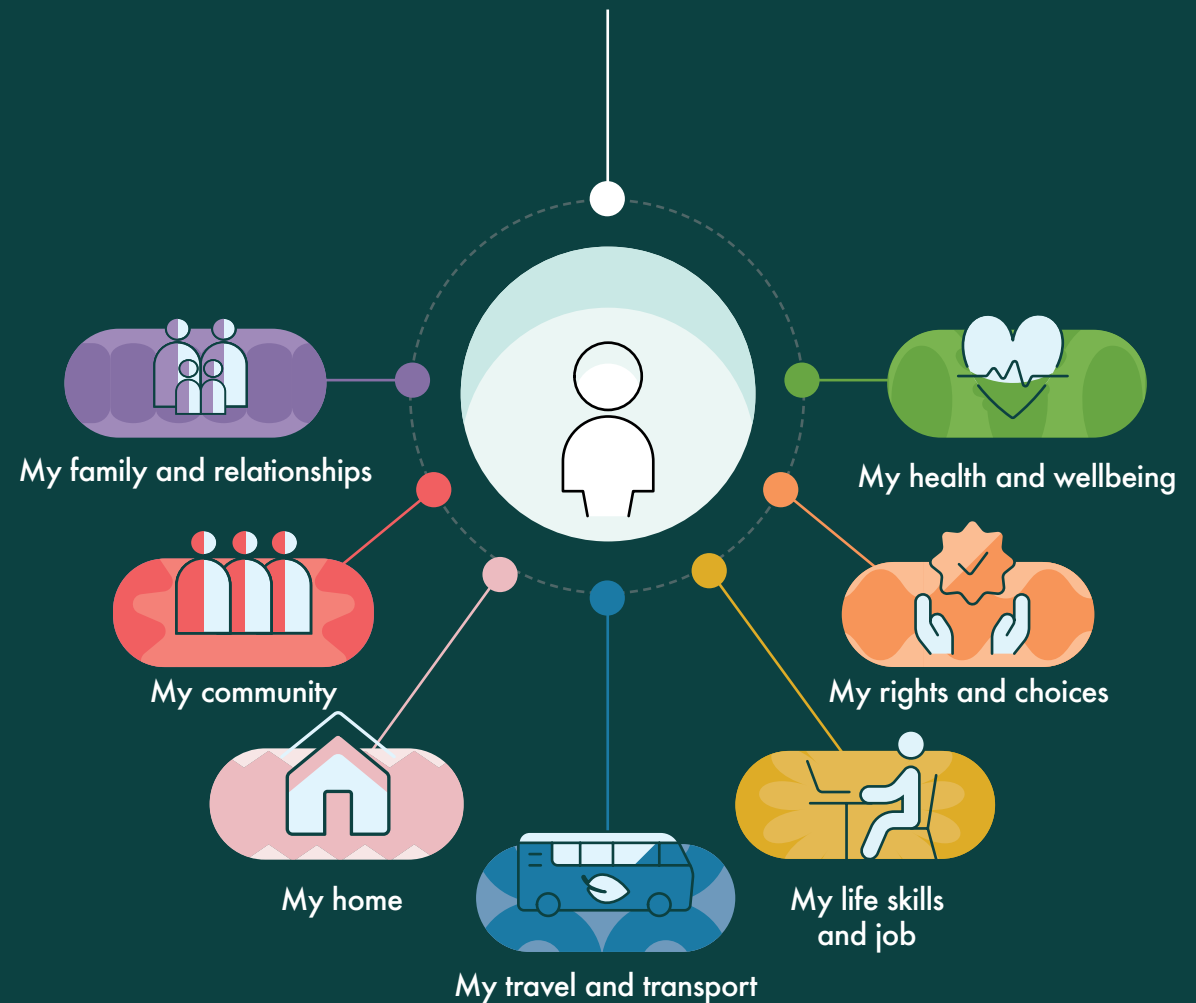 My family and relationships
My health and wellbeing
My community
My rights and choices
My home
My life skills
and job
My travel and transport